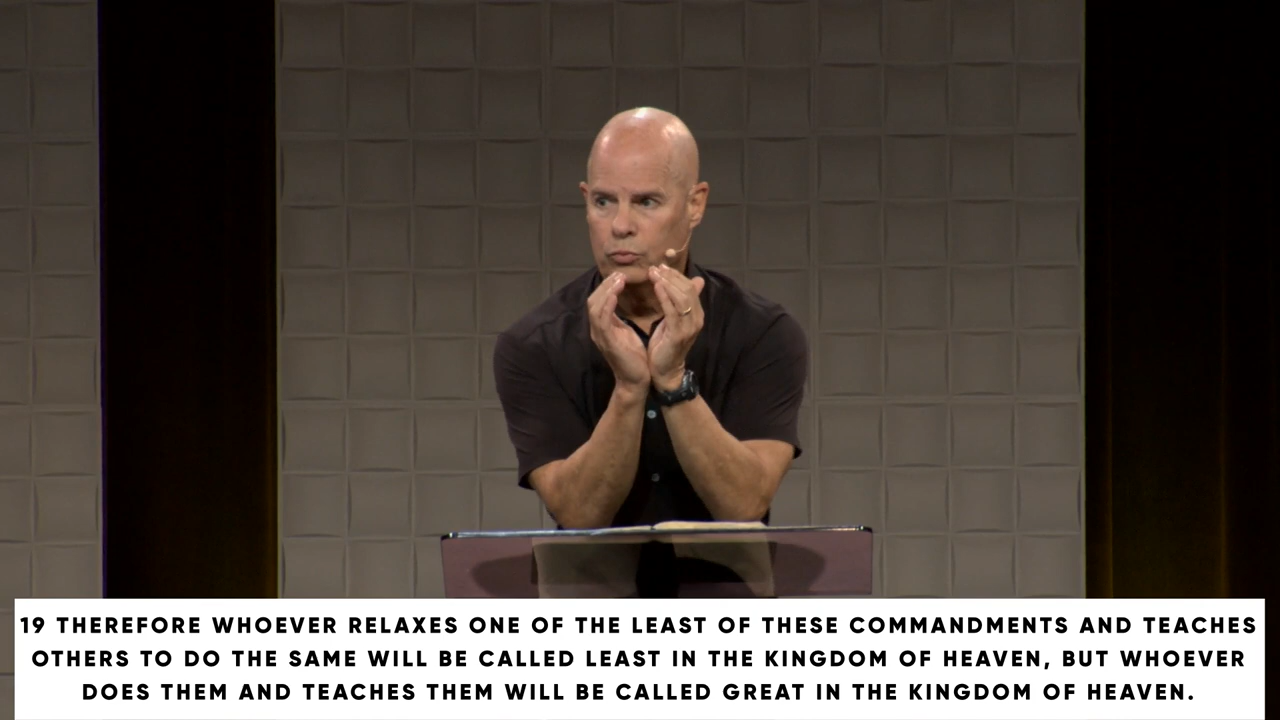 19 THEREFORE WHOEVER RELAXES ONE OF THE LEAST OF THESE COMMANDMENTS AND TEACHES
OTHERS TO DO THE SAME WILL BE CALLED LEAST IN THE KINGDOM OF HEAVEN, BUT WHOEVER
DOES THEM AND TEACHES THEM WILL BE CALLED GREAT IN THE KINGDOM OF HEAVEN.